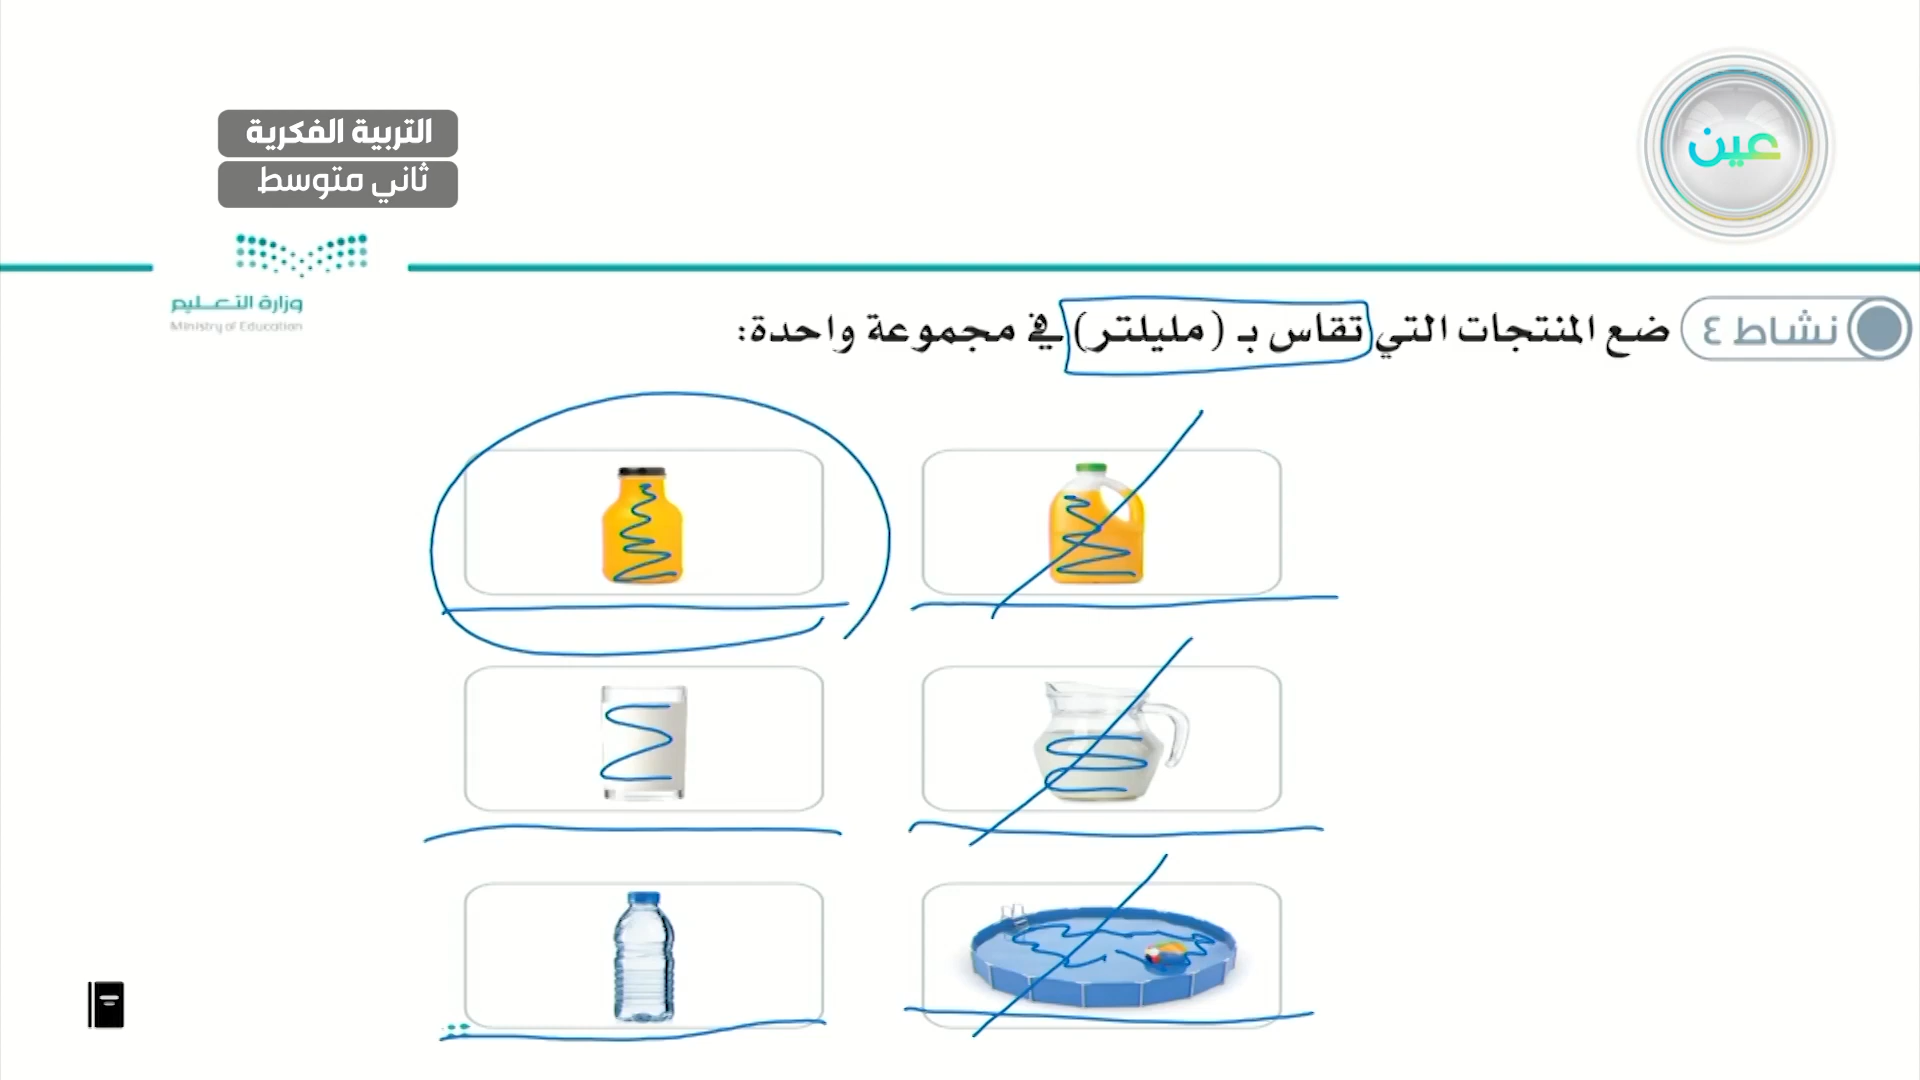 عين
التربية الفكرية
ثاني متوسط
وزارة التعليم
Ministry of Education
نشاط ٤
ضع المنتجات التي تقاس بـ (مليلتر) في مجموعة واحدة: